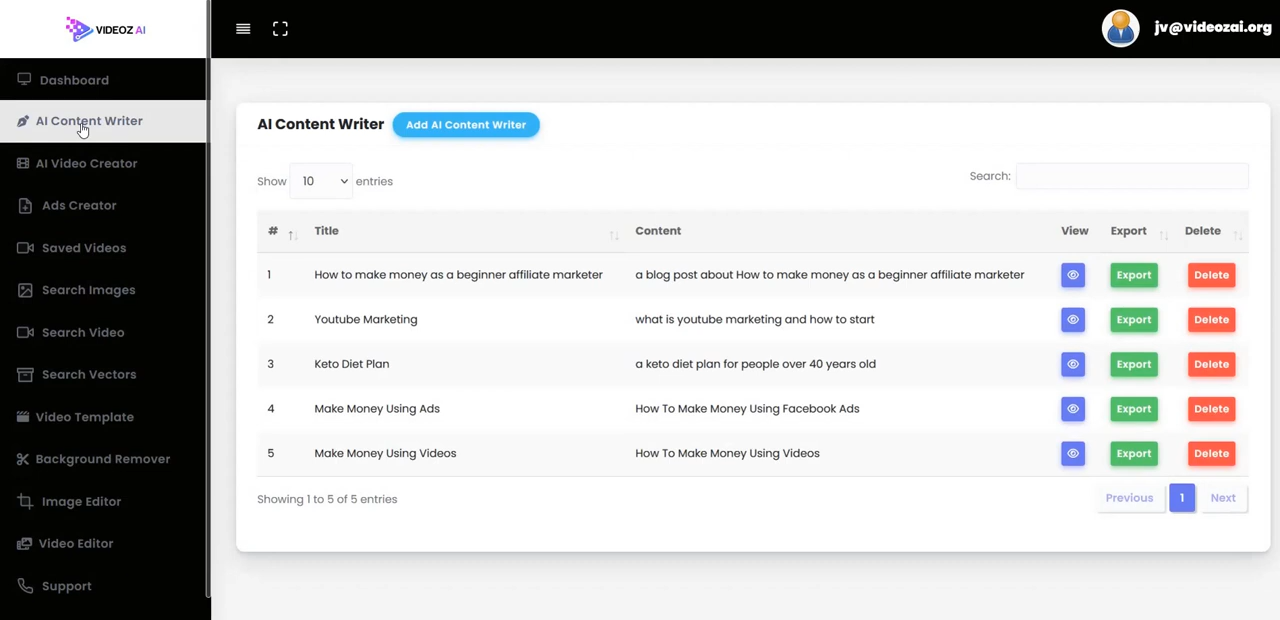 VIDEOZ AI
jv@videozai.org
Dashboard
AI Content Writer
AI Video Creator
Ads Creator
Saved Videos
Search Images
Search Video
Search Vectors
Video Template
Background Remover
Image Editor
Video Editor
Support
AI Content Writer Add AI Content Writer
Show 10 entries Search:
# Title Content View Export Delete
1 How to make money as a beginner affiliate marketer a blog post about How to make money as a beginner affiliate marketer Export Delete
2 Youtube Marketing what is youtube marketing and how to start Export Delete
3 Keto Diet Plan a keto diet plan for people over 40 years old Export Delete
4 Make Money Using Ads How To Make Money Using Facebook Ads Export Delete
5 Make Money Using Videos How To Make Money Using Videos Export Delete
Showing 1 to 5 of 5 entries Previous 1 Next